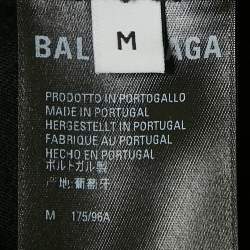 BAL AGA
M
PRODOTTO IN PORTOGALLO
MADE IN PORTUGAL
HERGESTELLT IN PORTUGAL
FABRIQUE AU PORTUGAL
HECHO EN PORTUGAL
ポルトガル製
产地:葡萄牙
M 175/96A